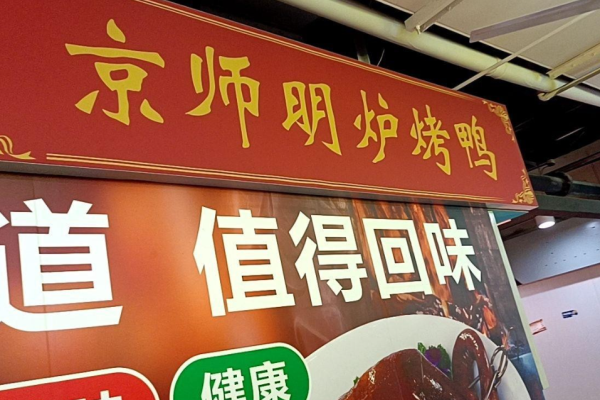 京师明炉烤鸭
道 值得回味
健康